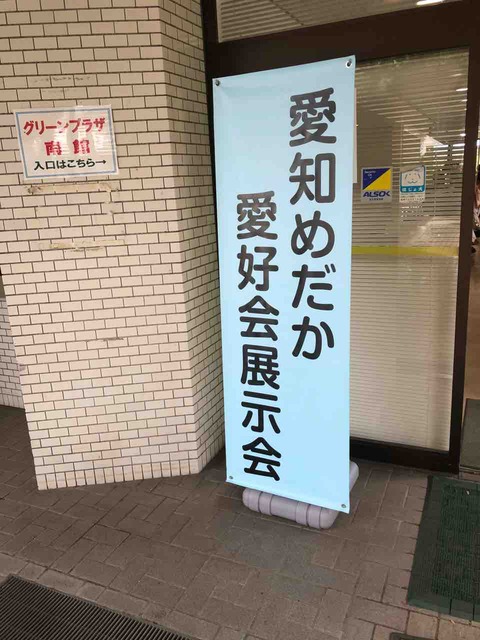 愛知めだか
愛好会展示会
グリーンプラザ
南館
入口はこちら→
ALSOK